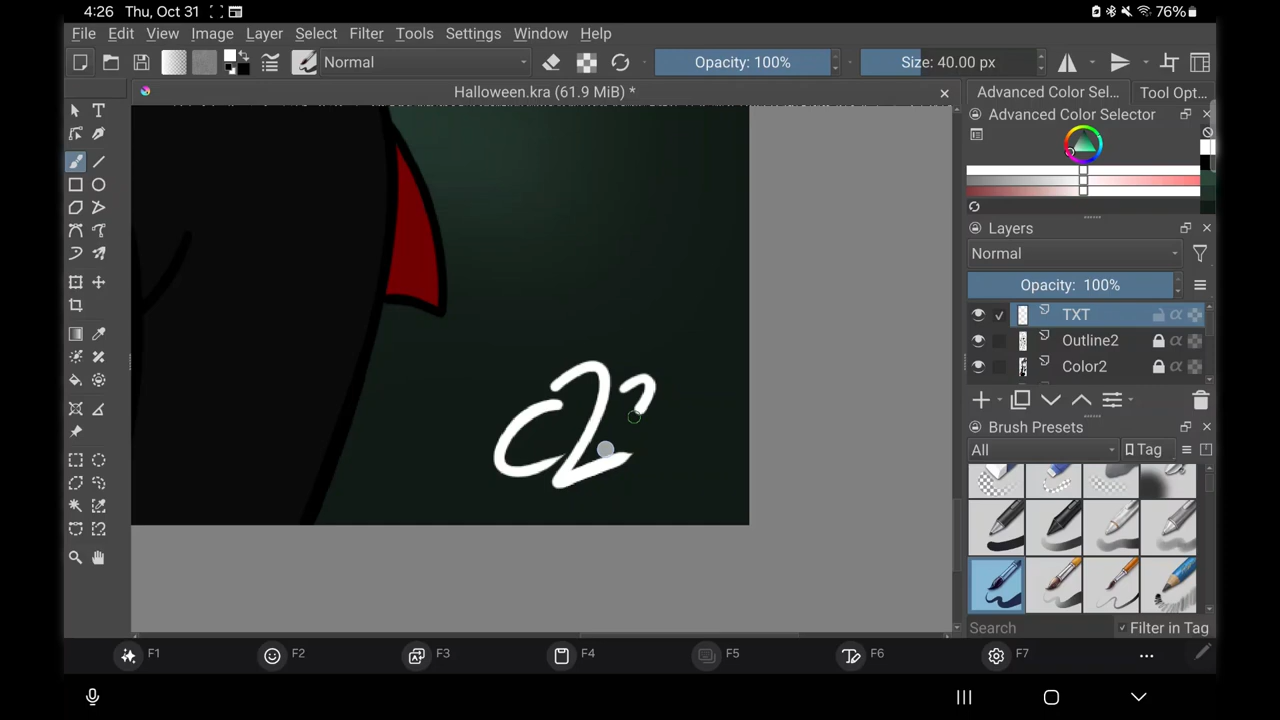 4:26 Thu, Oct 31 76%
File Edit View Image Layer Select Filter Tools Settings Window Help
Normal Opacity: 100% Size: 40.00 px
Halloween.kra (61.9 MiB) *
Advanced Color Sel... Tool Opt...
Advanced Color Selector
Layers
Normal
Opacity: 100%
TXT
Outline2
Color2
Brush Presets
All Tag
Search Filter in Tag
F1 F2 F3 F4 F5 F6 F7